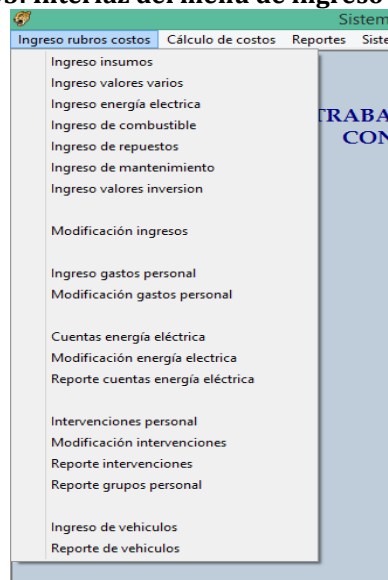 Interfaz del menú de ingreso
Sistem
Ingreso rubros costos Cálculo de costos Reportes Siste
Ingreso insumos
Ingreso valores varios
Ingreso energía electrica
TRABA
Ingreso de combustible
CON
Ingreso de repuestos
Ingreso de mantenimiento
Ingreso valores inversion
Modificación ingresos
Ingreso gastos personal
Modificación gastos personal
Cuentas energía eléctrica
Modificación energía electrica
Reporte cuentas energía eléctrica
Intervenciones personal
Modificación intervenciones
Reporte intervenciones
Reporte grupos personal
Ingreso de vehiculos
Reporte de vehiculos